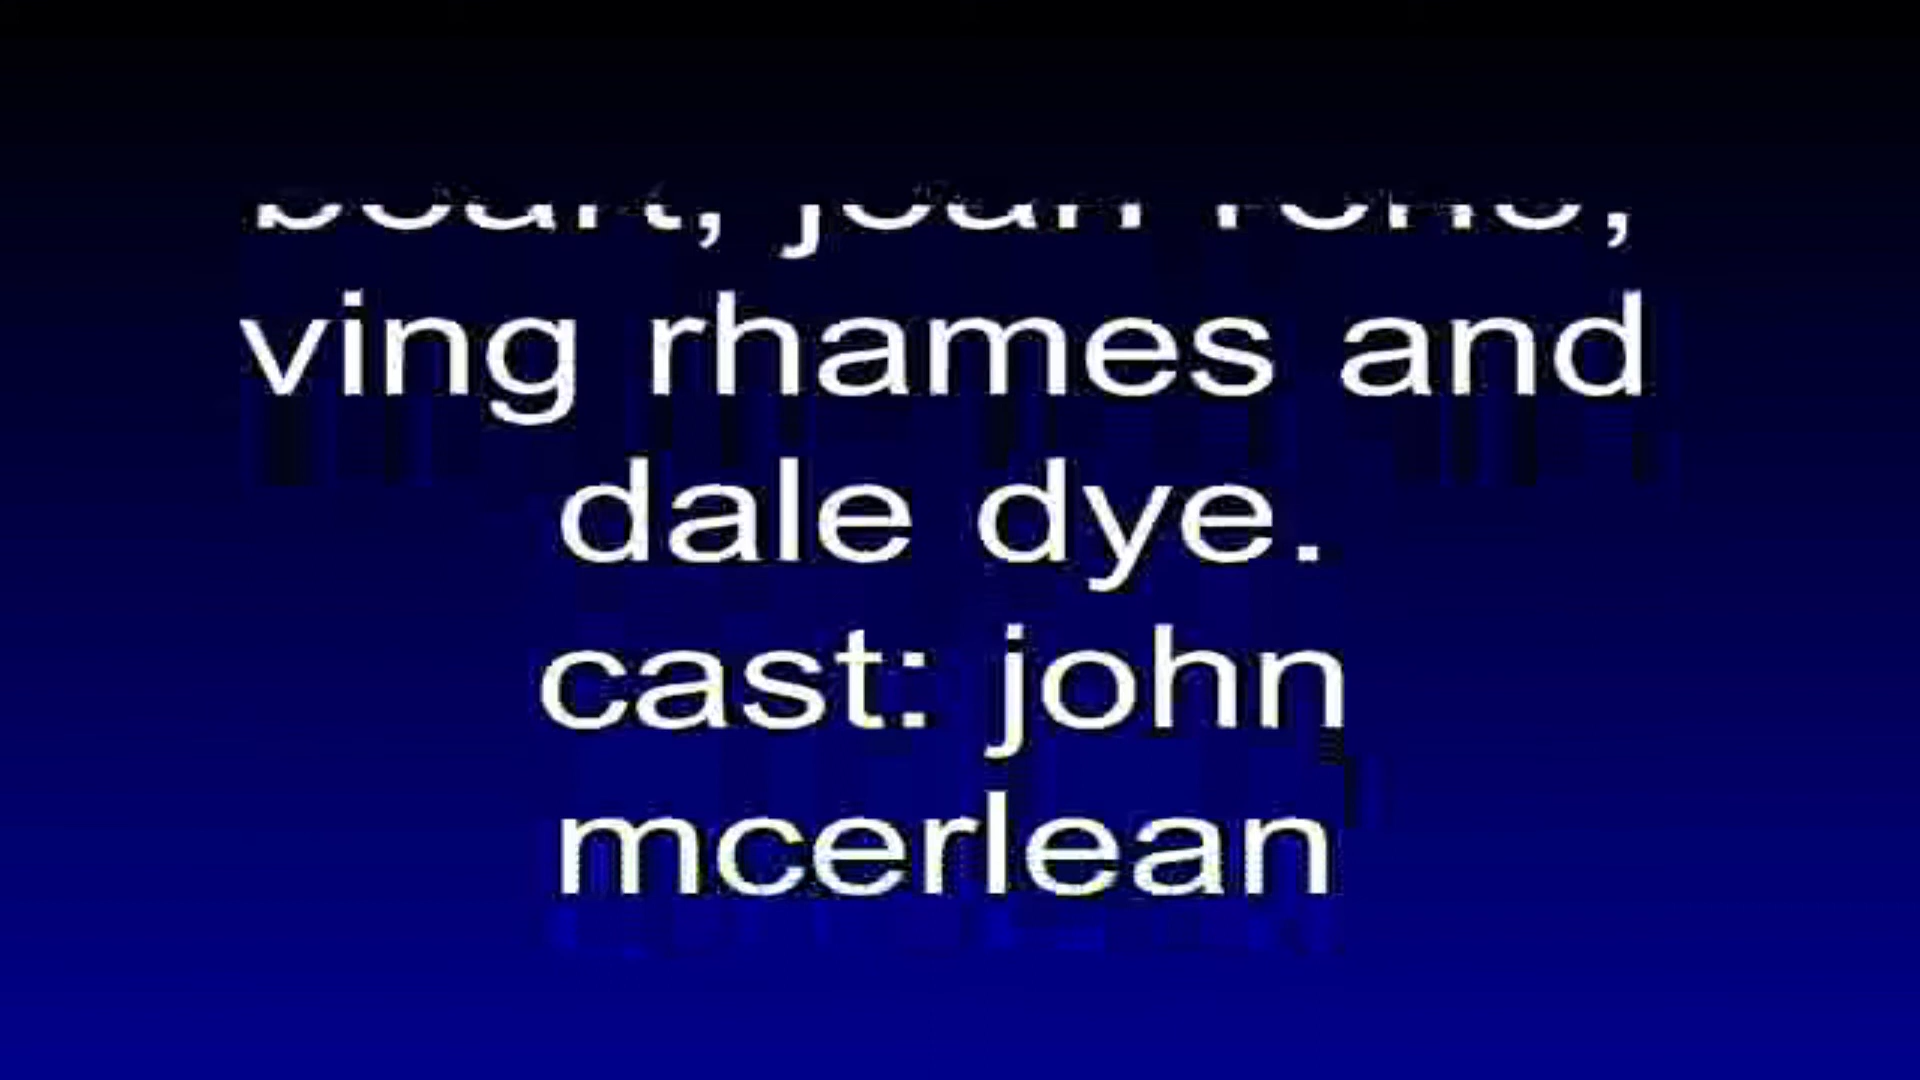 ving rhames and
dale dye.
cast: john
mcerlean